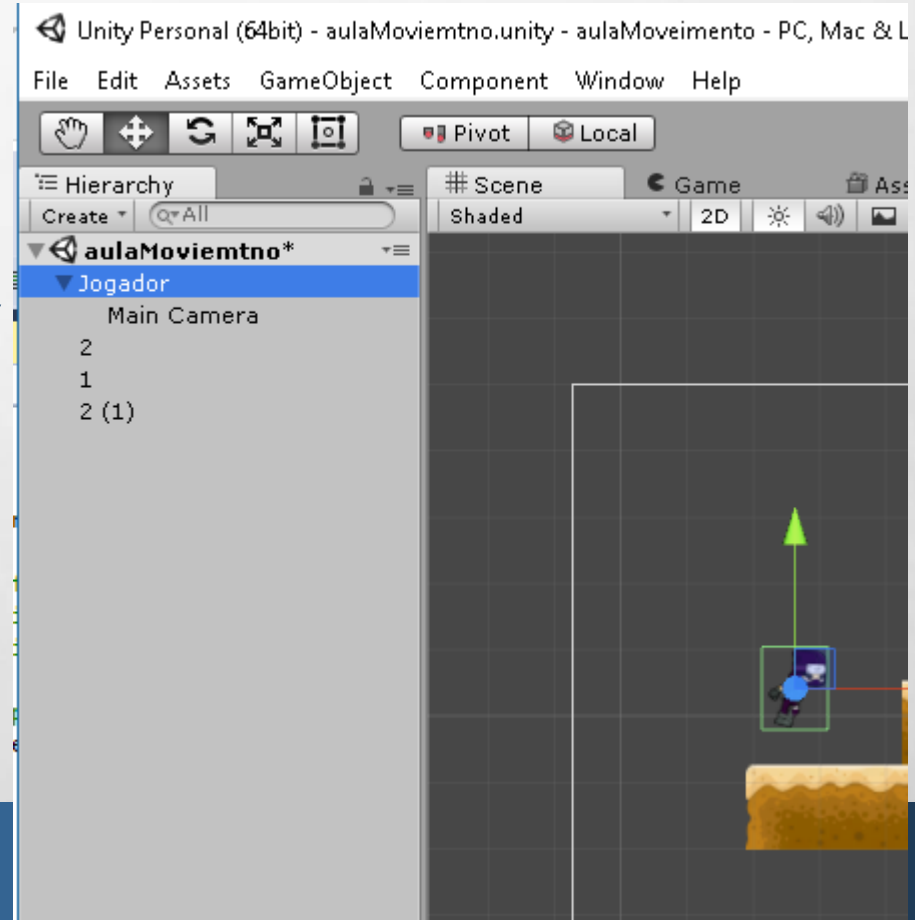 Unity Personal (64bit) - aulaMoviemtno.unity - aulaMoveimento - PC, Mac & L
File Edit Assets GameObject Component Window Help
Pivot Local
Hierarchy # Scene Game Ass
Create All Shaded 2D
aulaMoviemtno*
Jogador
Main Camera
2
1
2 (1)